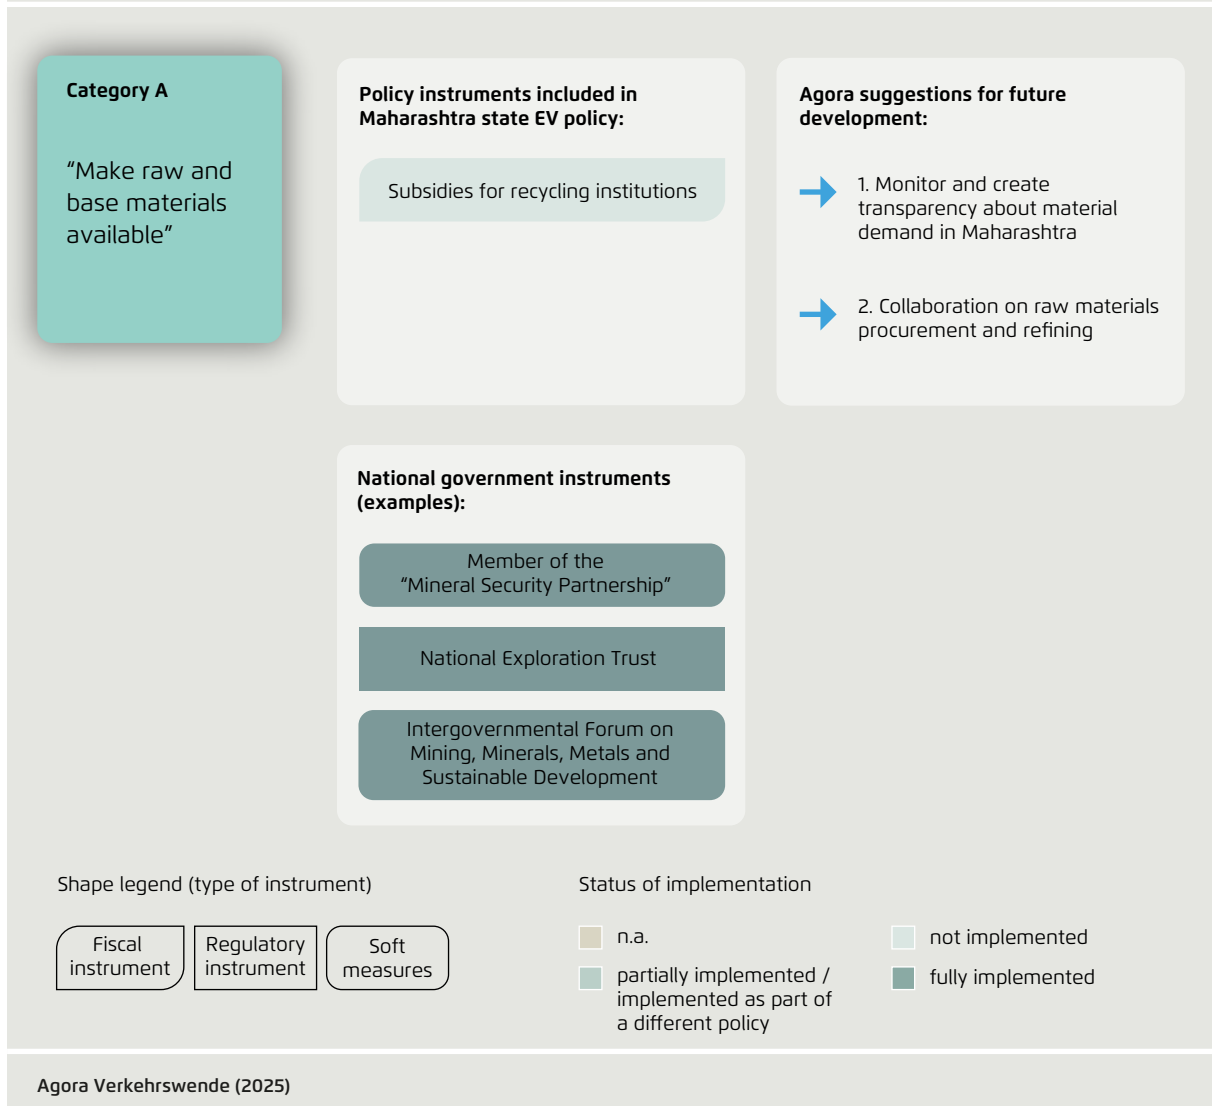 Category A
“Make raw and
base materials
available”
Policy instruments included in
Maharashtra state EV policy:
Subsidies for recycling institutions
Agora suggestions for future
development:
1. Monitor and create
transparency about material
demand in Maharashtra
2. Collaboration on raw materials
procurement and refining
National government instruments
(examples):
Member of the
“Mineral Security Partnership”
National Exploration Trust
Intergovernmental Forum on
Mining, Minerals, Metals and
Sustainable Development
Shape legend (type of instrument)
Fiscal
instrument
Regulatory
instrument
Soft
measures
Status of implementation
n.a.
partially implemented /
implemented as part of
a different policy
not implemented
fully implemented
Agora Verkehrswende (2025)